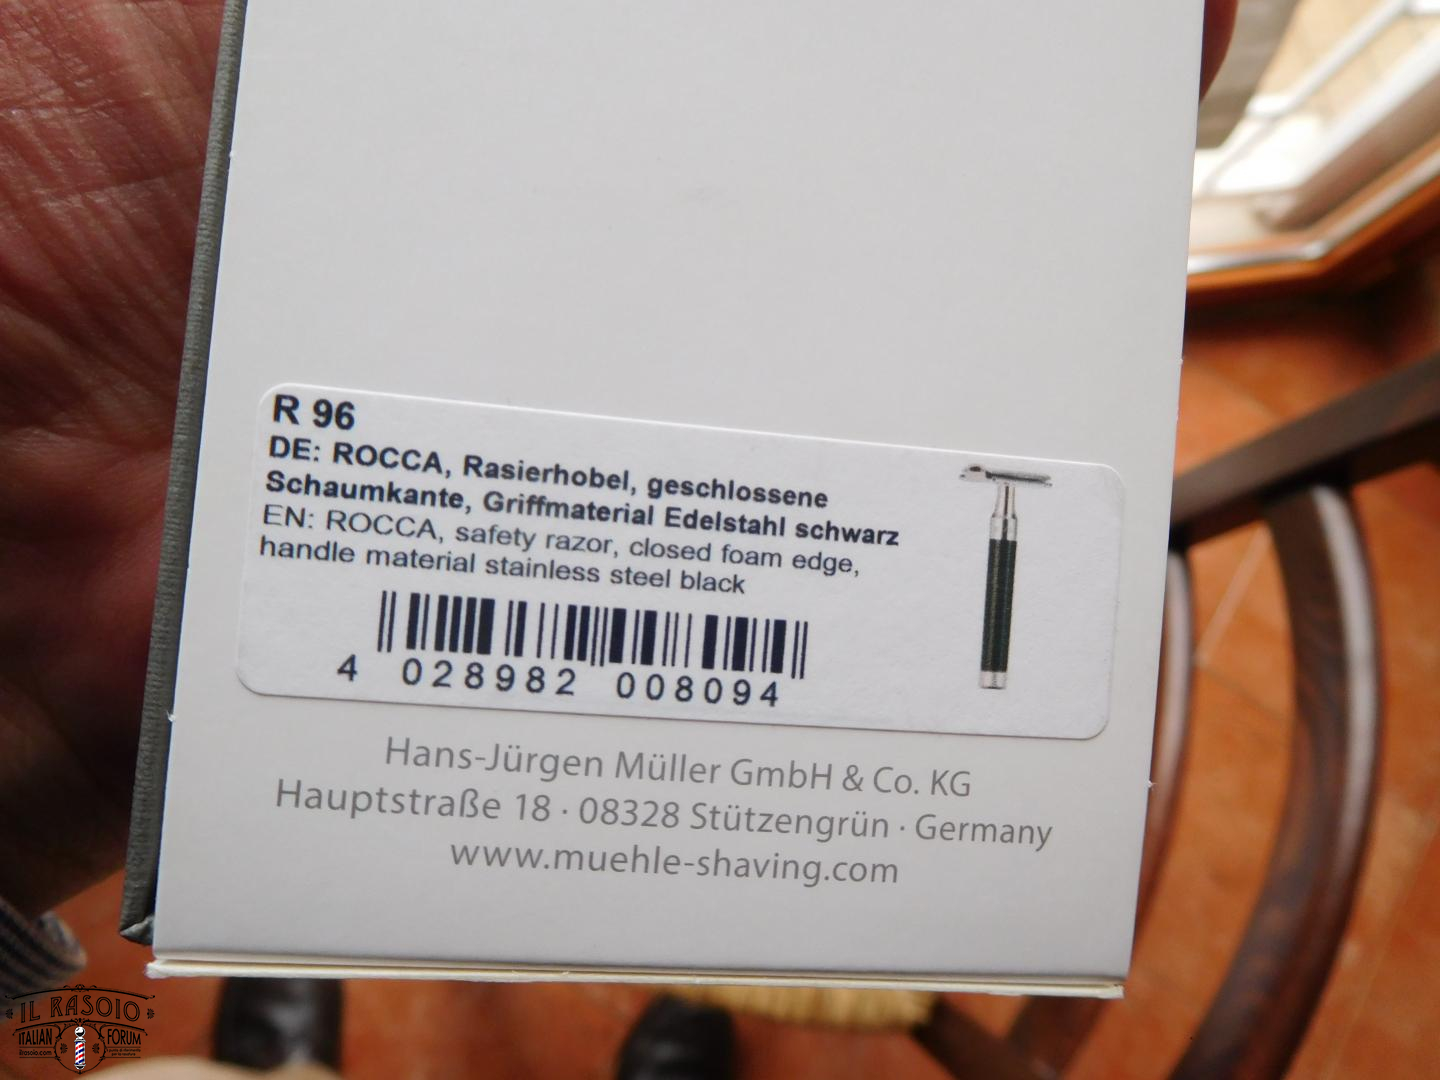 R 96
DE: ROCCA, Rasierhobel, geschlossene
Schaumkante, Griffmaterial Edelstahl schwarz
EN: ROCCA, safety razor, closed foam edge,
handle material stainless steel black
4 028982 008094
Hans-Jürgen Müller GmbH & Co. KG
Hauptstraße 18 · 08328 Stützengrün · Germany
www.muehle-shaving.com
IL RASOIO
ITALIAN FORUM
ilRasoio.com